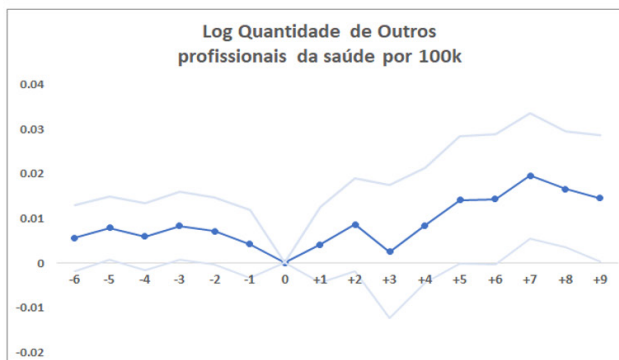 Log Quantidade de Outros
profissionais da saúde por 100k
0.04
0.03
0.02
0.01
0
-0.01
-0.02
-6 -5 -4 -3 -2 -1 0 +1 +2 +3 +4 +5 +6 +7 +8 +9